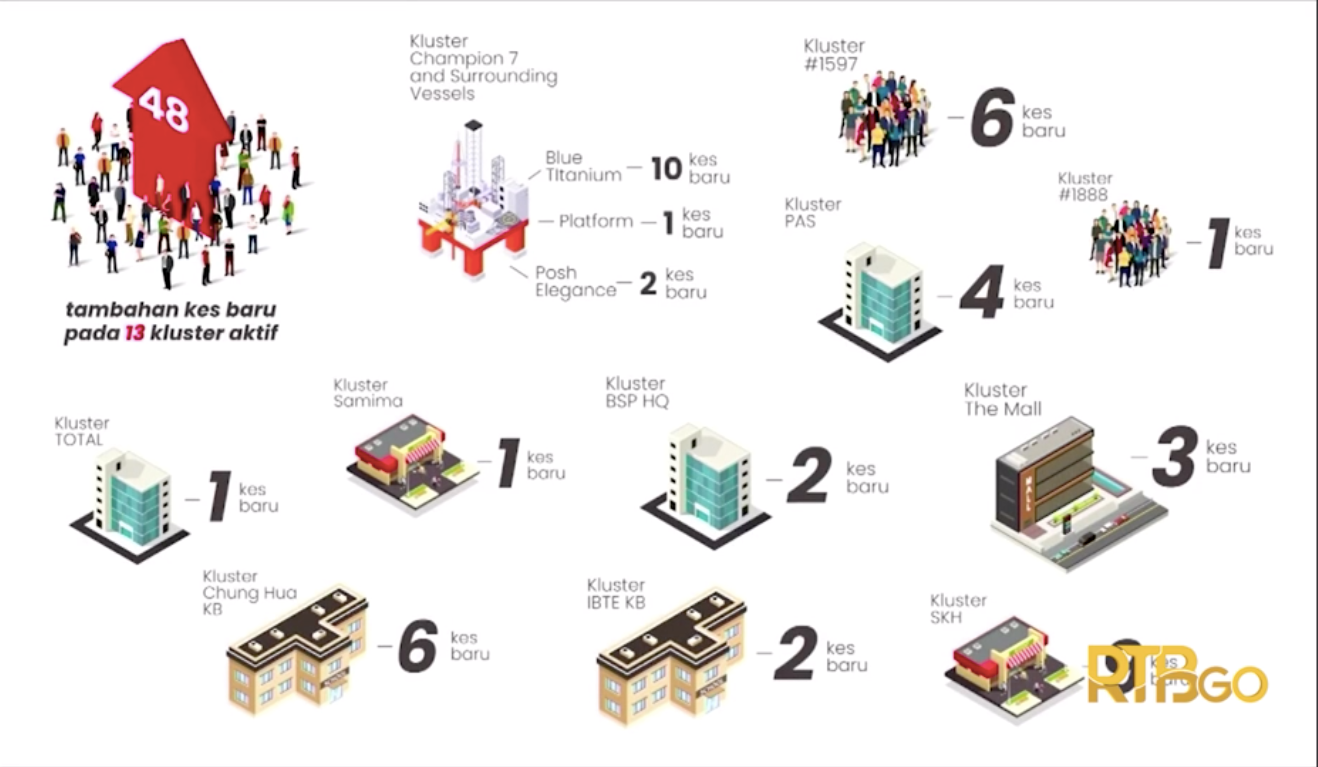 48
tambahan kes baru
pada 13 kluster aktif
Kluster
Champion 7
and Surrounding
Vessels
Blue
TItanium
10 kes
baru
Platform
1 kes
baru
Posh
Elegance
2 kes
baru
Kluster
#1597
6 kes
baru
Kluster
#1888
1 kes
baru
Kluster
PAS
4 kes
baru
Kluster
TOTAL
1 kes
baru
Kluster
Samima
1 kes
baru
Kluster
BSP HQ
2 kes
baru
Kluster
The Mall
MALL
3 kes
baru
Kluster
Chung Hua
KB
6 kes
baru
Kluster
IBTE KB
2 kes
baru
Kluster
SKH
RTBGO